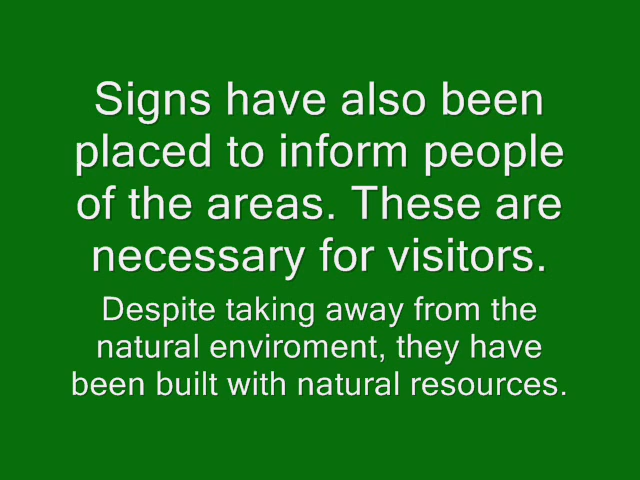 Signs have also been
placed to inform people
of the areas. These are
necessary for visitors.
Despite taking away from the
natural enviroment, they have
been built with natural resources.